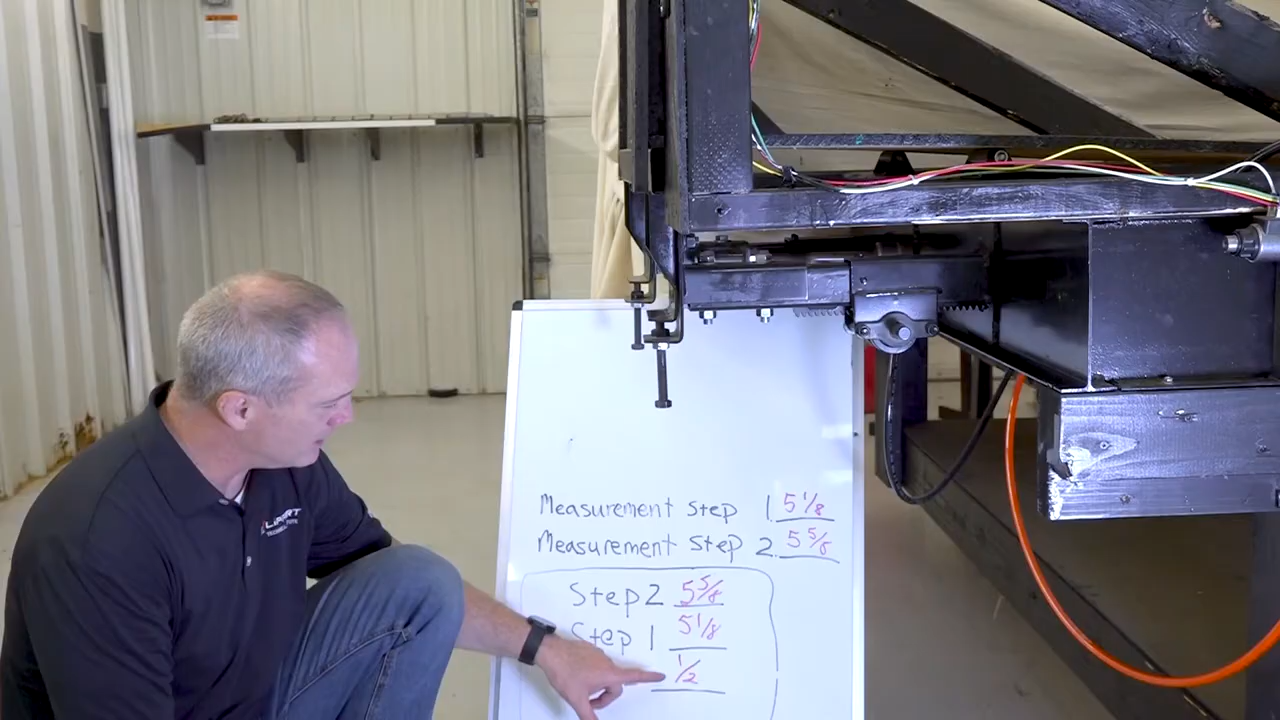 LIPPERT
Measurement Step 1. 5 1/8
Measurement Step 2. 5 5/8
Step 2 5 5/8
Step 1 5 1/8
1/2